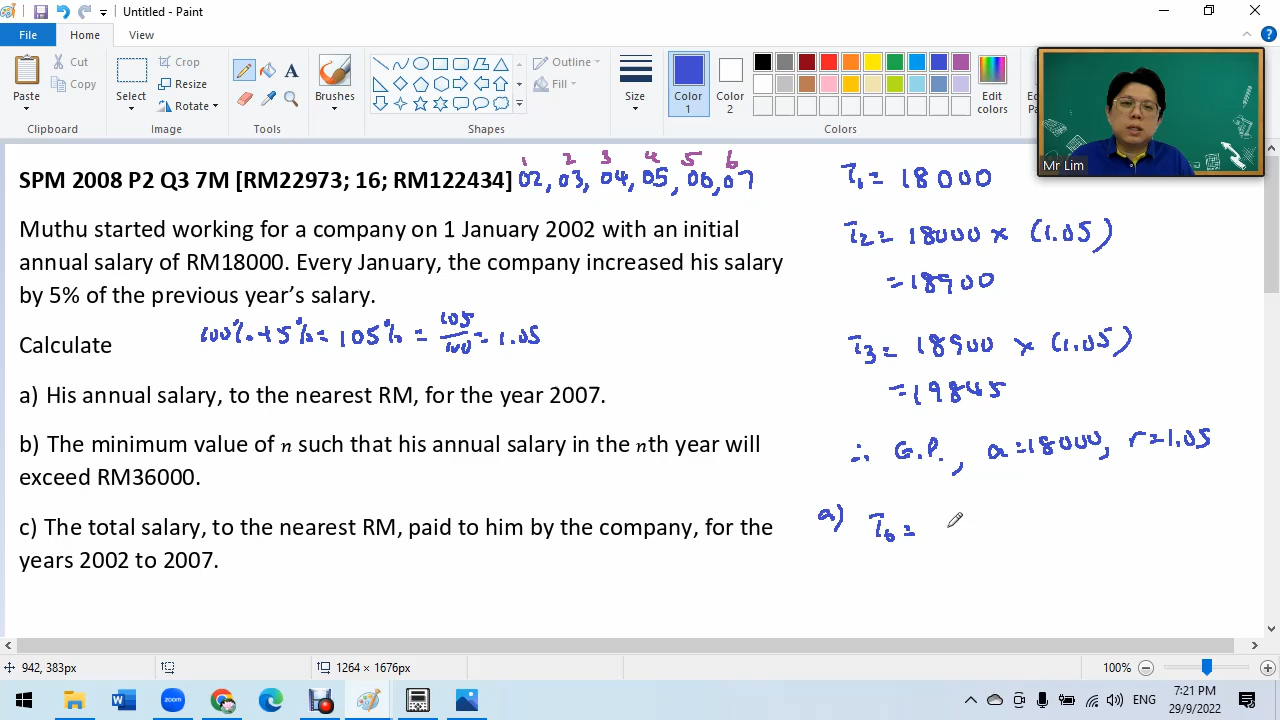 Untitled - Paint
File Home View
Paste Cut Copy Clipboard
Select Crop Resize Rotate Image
Tools
Brushes
Outline Fill Shapes
Size
Color 1 Color 2 Edit colors Colors
Mr Lim
1 2 3 4 5 6
SPM 2008 P2 Q3 7M [RM22973; 16; RM122434] 02, 03, 04, 05, 06, 07
Muthu started working for a company on 1 January 2002 with an initial
annual salary of RM18000. Every January, the company increased his salary
by 5% of the previous year’s salary.
100% + 5% = 105% = 105/100 = 1.05
Calculate
a) His annual salary, to the nearest RM, for the year 2007.
b) The minimum value of n such that his annual salary in the nth year will
exceed RM36000.
c) The total salary, to the nearest RM, paid to him by the company, for the
years 2002 to 2007.
T1 = 18000
T2 = 18000 x (1.05)
= 18900
T3 = 18900 x (1.05)
= 19845
∴ G.P., a = 18000, r = 1.05
a) T6 =
942, 383px 1264 × 1676px 100%
ENG 7:21 PM
29/9/2022